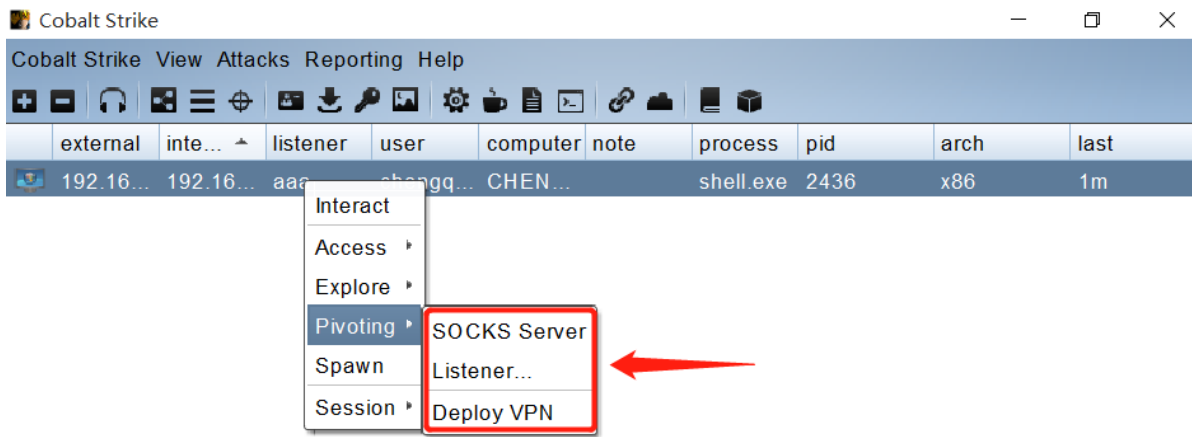 Cobalt Strike
Cobalt Strike View Attacks Reporting Help
external inte... listener user computer note process pid arch last
192.16... 192.16... aaa CHEN... shell.exe 2436 x86 1m
Interact
Access
Explore
Pivoting
SOCKS Server
Spawn
Listener...
Session
Deploy VPN